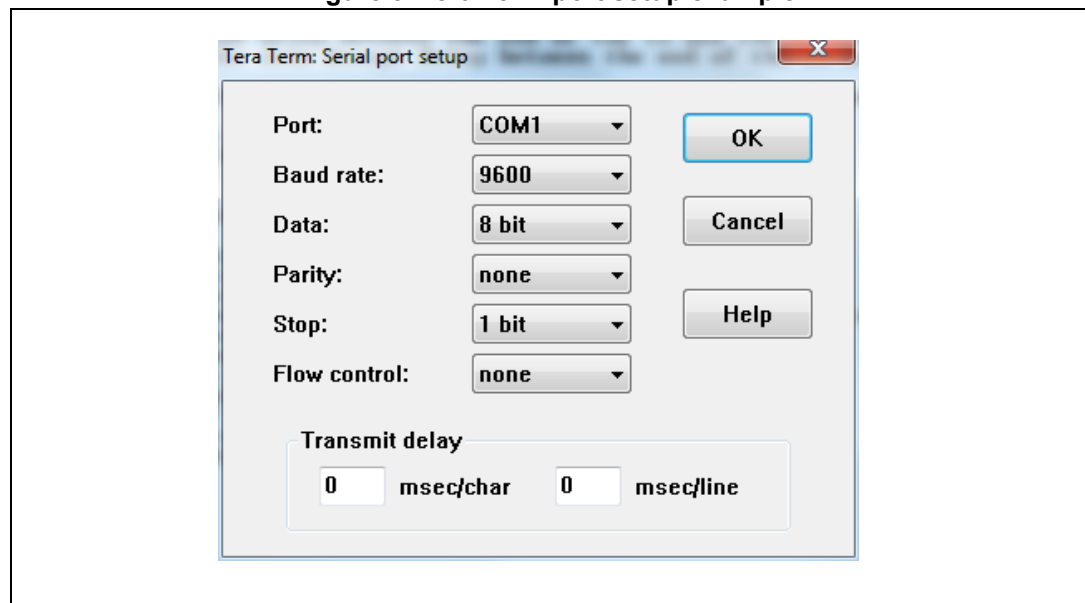 Tera Term: Serial port setup
Port: COM1
OK
Baud rate: 9600
Data: 8 bit
Cancel
Parity: none
Stop: 1 bit
Help
Flow control: none
Transmit delay
0 msec/char 0 msec/line